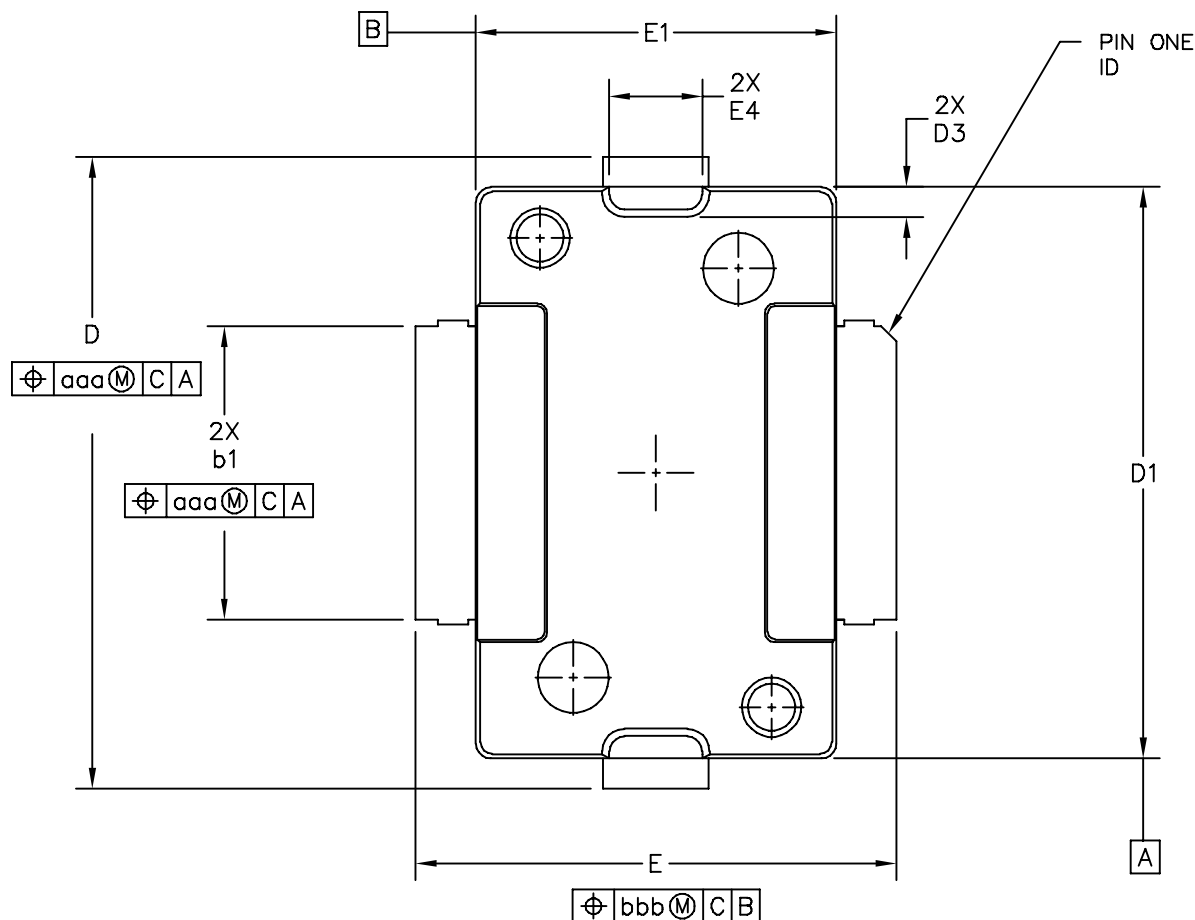 B
E1
PIN ONE
ID
2X
E4
2X
D3
D
⌖ aaa Ⓜ C A
2X
b1
⌖ aaa Ⓜ C A
D1
E
A
⌖ bbb Ⓜ C B